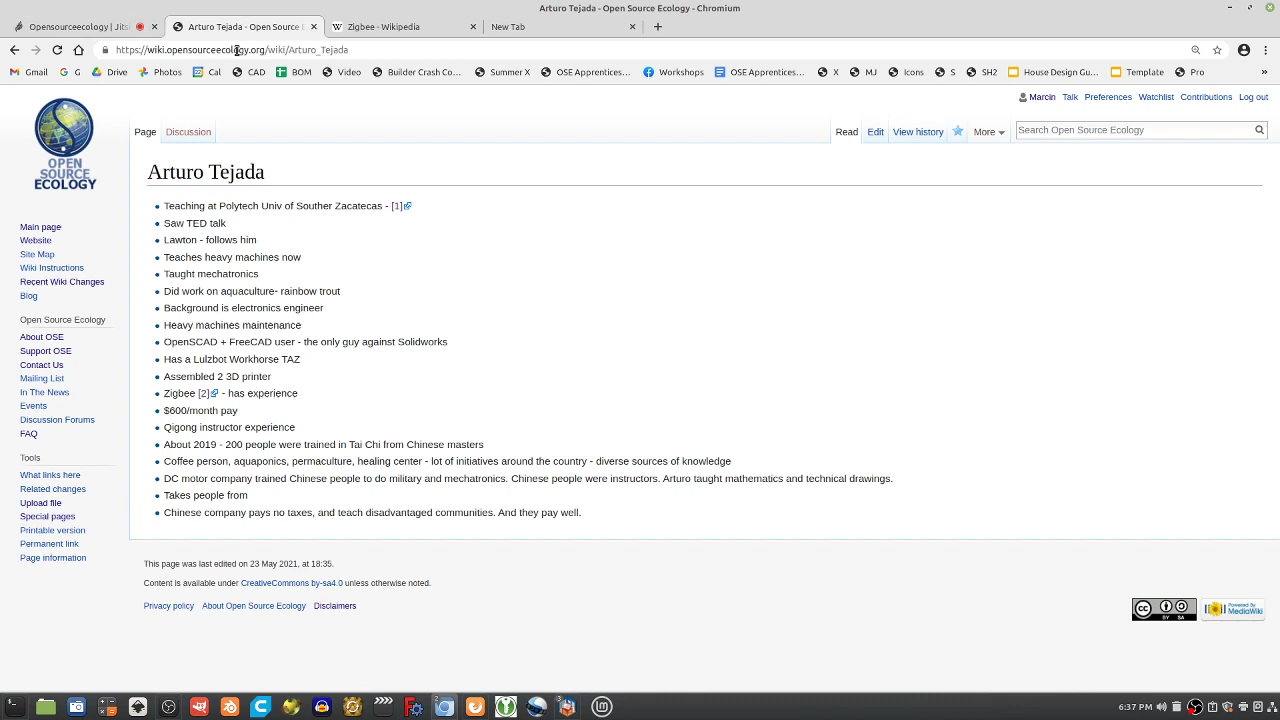 Arturo Tejada - Open Source Ecology - Chromium
Opensourceecology | Jits
Arturo Tejada - Open Source E
Zigbee - Wikipedia
New Tab
https://wiki.opensourceecology.org/wiki/Arturo_Tejada
Gmail G Drive Photos Cal CAD BOM Video Builder Crash Co... Summer X OSE Apprentices... Workshops OSE Apprentices... X MJ Icons S SH2 House Design Gu... Template Pro »
Marcin Talk Preferences Watchlist Contributions Log out
Page Discussion Read Edit View history More Search Open Source Ecology
OPEN
SOURCE
ECOLOGY
Main page
Website
Site Map
Wiki Instructions
Recent Wiki Changes
Blog
Open Source Ecology
About OSE
Support OSE
Contact Us
Mailing List
In The News
Events
Discussion Forums
FAQ
Tools
What links here
Related changes
Upload file
Special pages
Printable version
Permanent link
Page information
Arturo Tejada
Teaching at Polytech Univ of Souther Zacatecas - [1]
Saw TED talk
Lawton - follows him
Teaches heavy machines now
Taught mechatronics
Did work on aquaculture- rainbow trout
Background is electronics engineer
Heavy machines maintenance
OpenSCAD + FreeCAD user - the only guy against Solidworks
Has a Lulzbot Workhorse TAZ
Assembled 2 3D printer
Zigbee [2] - has experience
$600/month pay
Qigong instructor experience
About 2019 - 200 people were trained in Tai Chi from Chinese masters
Coffee person, aquaponics, permaculture, healing center - lot of initiatives around the country - diverse sources of knowledge
DC motor company trained Chinese people to do military and mechatronics. Chinese people were instructors. Arturo taught mathematics and technical drawings.
Takes people from
Chinese company pays no taxes, and teach disadvantaged communities. And they pay well.
This page was last edited on 23 May 2021, at 18:35.
Content is available under CreativeCommons by-sa4.0 unless otherwise noted.
Privacy policy About Open Source Ecology Disclaimers
CC BY SA
Powered By
MediaWiki
6:37 PM